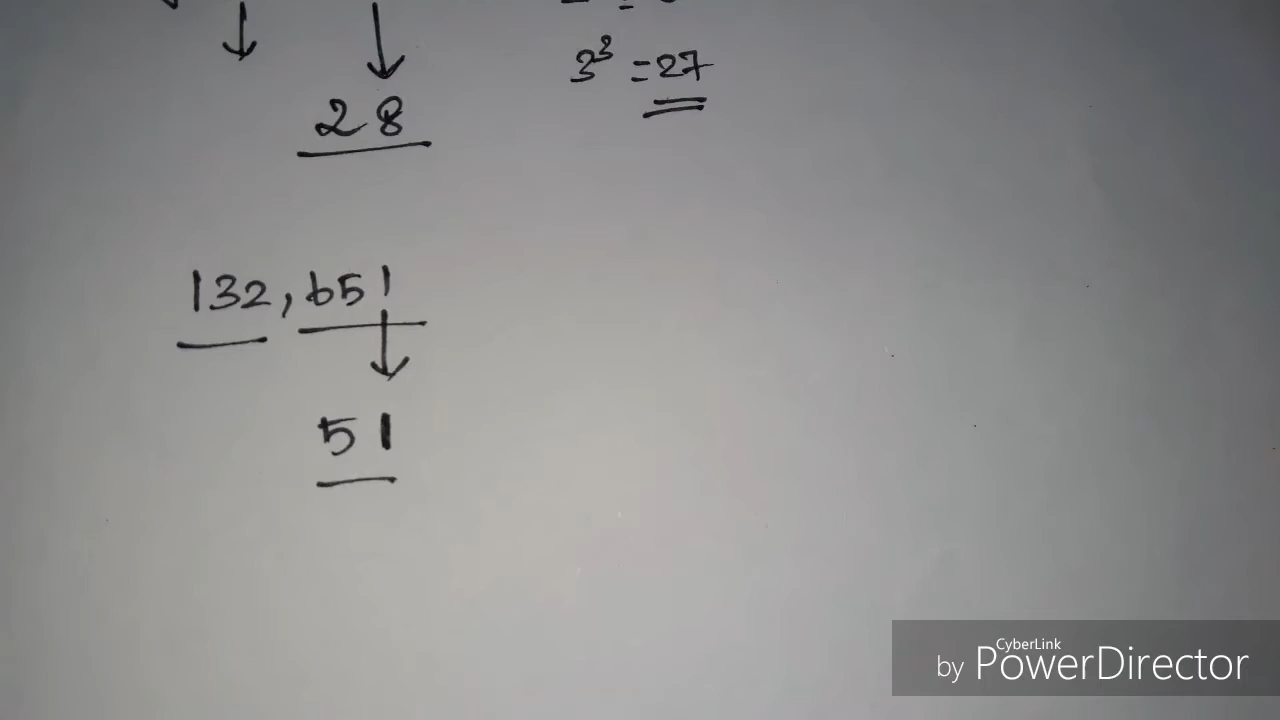 3³ = 27
28
132, 651
51
CyberLink
by PowerDirector